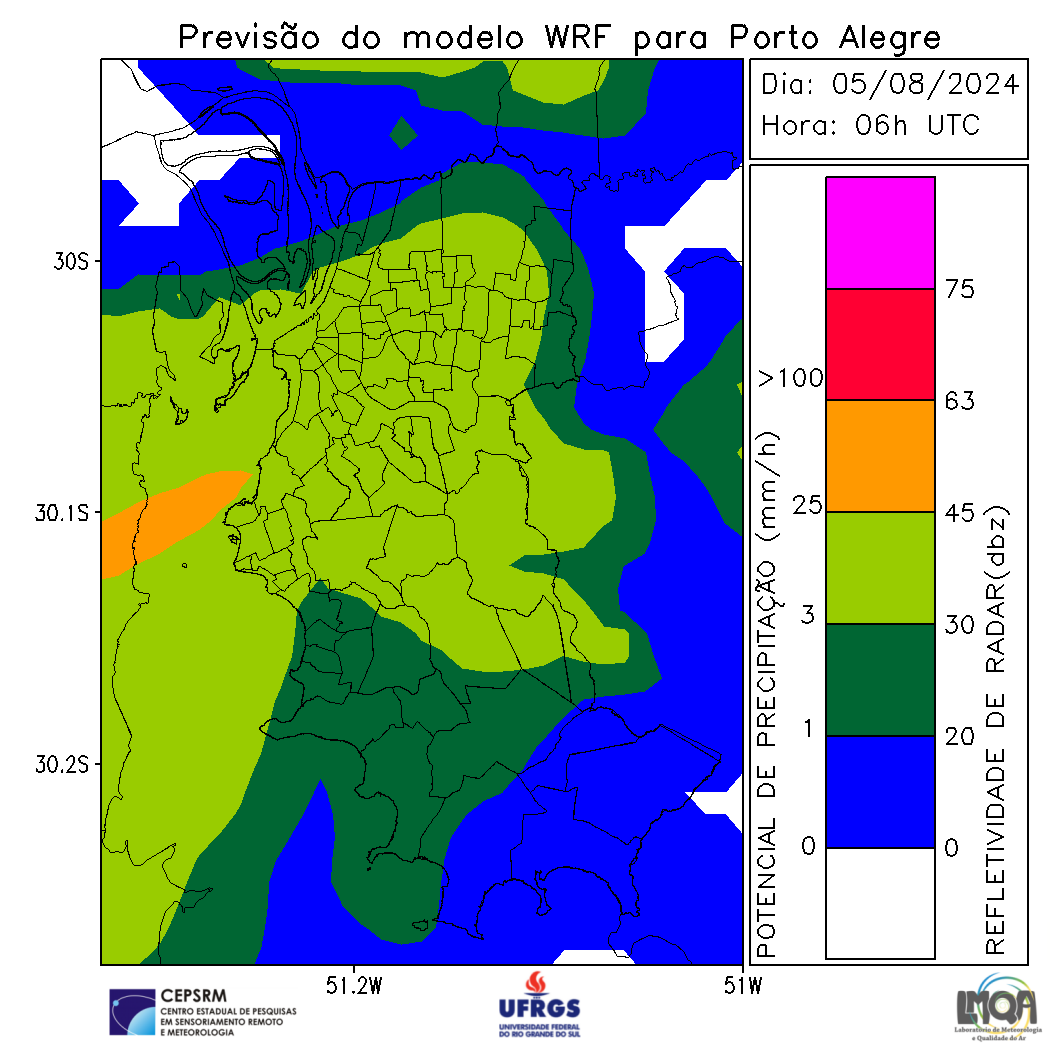 Previsão do modelo WRF para Porto Alegre
Dia: 05/08/2024
Hora: 06h UTC
30S
30.1S
30.2S
51.2W
51W
POTENCIAL DE PRECIPITAÇÃO (mm/h)
>100
25
3
1
0
75
63
45
30
20
0
REFLETIVIDADE DE RADAR(dbz)
CEPSRM
CENTRO ESTADUAL DE PESQUISAS
EM SENSORIAMENTO REMOTO
E METEOROLOGIA
UFRGS
UNIVERSIDADE FEDERAL
DO RIO GRANDE DO SUL
LMQA
Laboratório de Meteorologia
e Qualidade do Ar